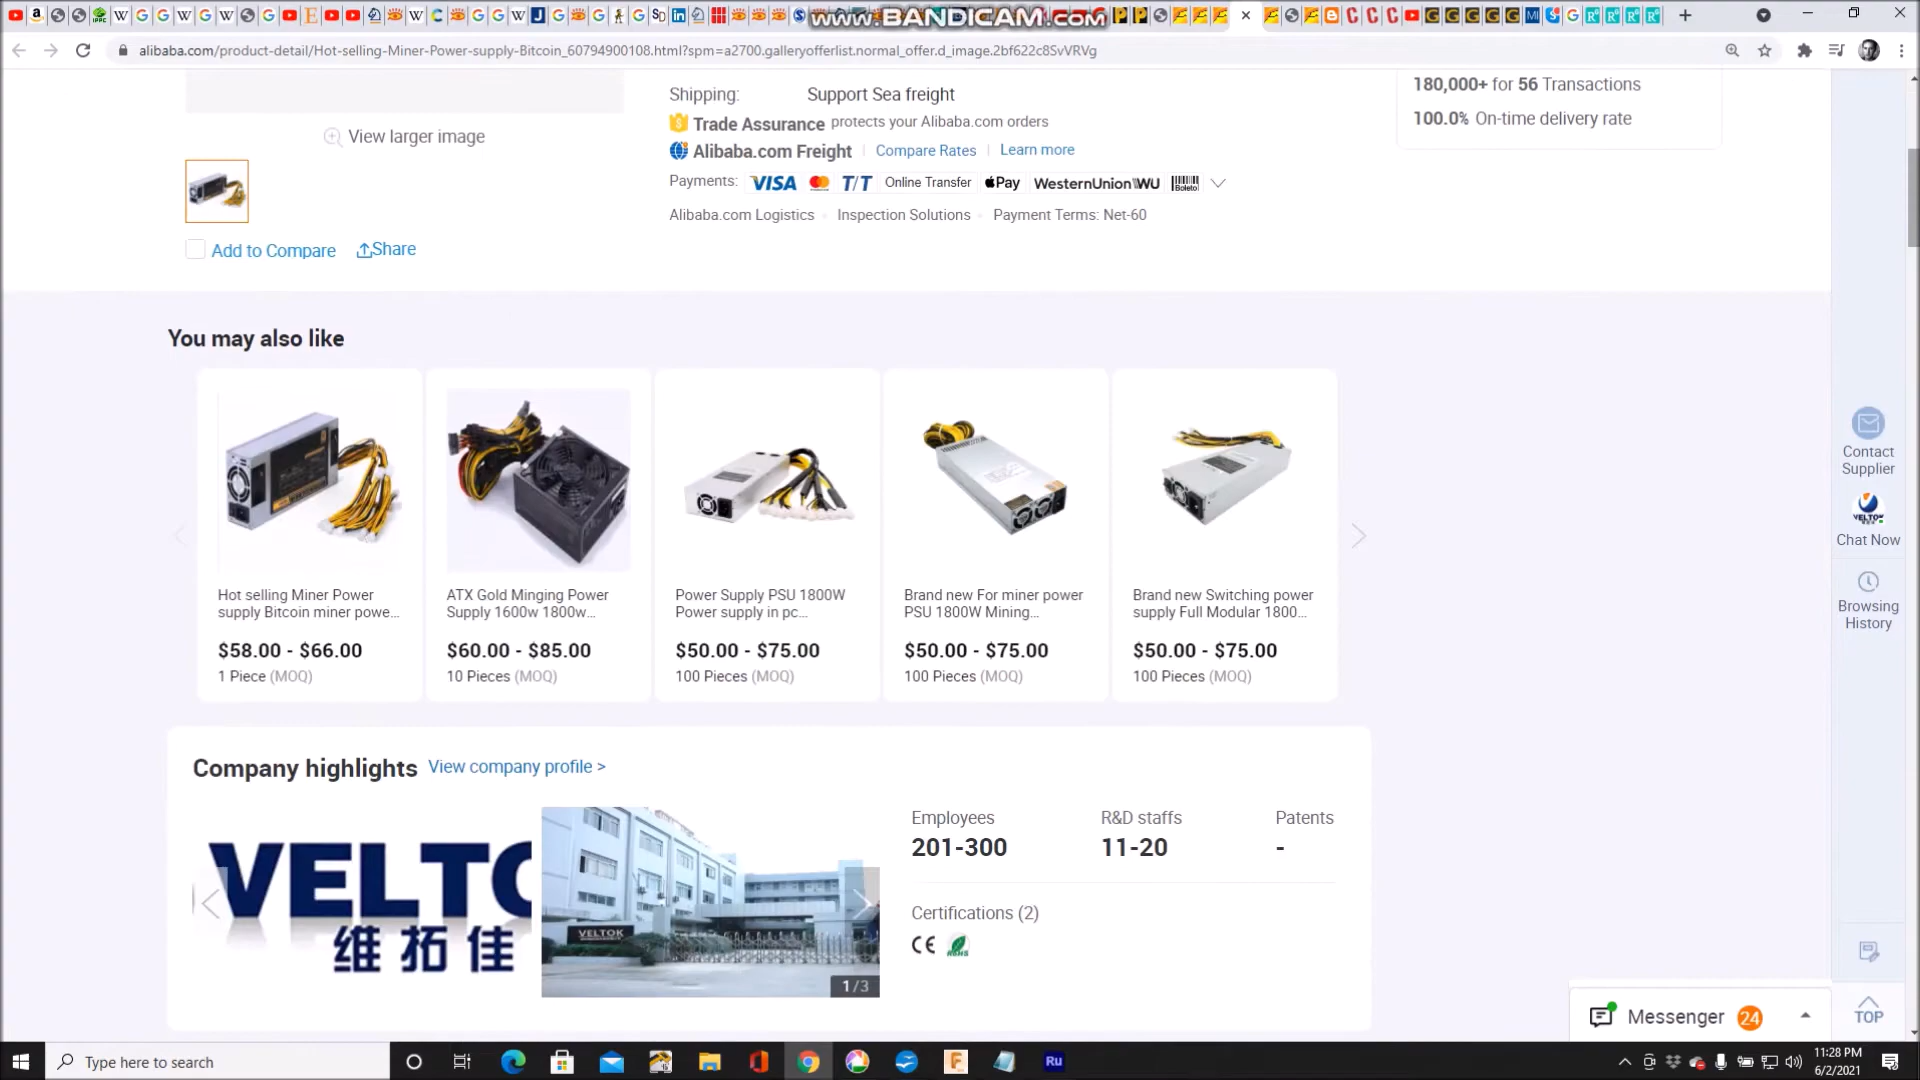 www.BANDICAM.com
alibaba.com/product-detail/Hot-selling-Miner-Power-supply-Bitcoin_60794900108.html?spm=a2700.galleryofferlist.normal_offer.d_image.2bf622c8SvVRVg
View larger image
Add to Compare
Share
Shipping: Support Sea freight
Trade Assurance protects your Alibaba.com orders
Alibaba.com Freight Compare Rates Learn more
Payments: VISA T/T Online Transfer Pay WesternUnion WU Boleto
Alibaba.com Logistics Inspection Solutions Payment Terms: Net-60
180,000+ for 56 Transactions
100.0% On-time delivery rate
You may also like
Hot selling Miner Power
supply Bitcoin miner powe...
$58.00 - $66.00
1 Piece (MOQ)
ATX Gold Minging Power
Supply 1600w 1800w...
$60.00 - $85.00
10 Pieces (MOQ)
Power Supply PSU 1800W
Power supply in pc...
$50.00 - $75.00
100 Pieces (MOQ)
Brand new For miner power
PSU 1800W Mining...
$50.00 - $75.00
100 Pieces (MOQ)
Brand new Switching power
supply Full Modular 1800...
$50.00 - $75.00
100 Pieces (MOQ)
Company highlights View company profile >
VELTO
维拓佳
VELTOK
1/3
Employees
201-300
R&D staffs
11-20
Patents
-
Certifications (2)
CE RoHS
Contact
Supplier
VELTOK
Chat Now
Browsing
History
Messenger 24
TOP
Type here to search
Ru
11:28 PM
6/2/2021